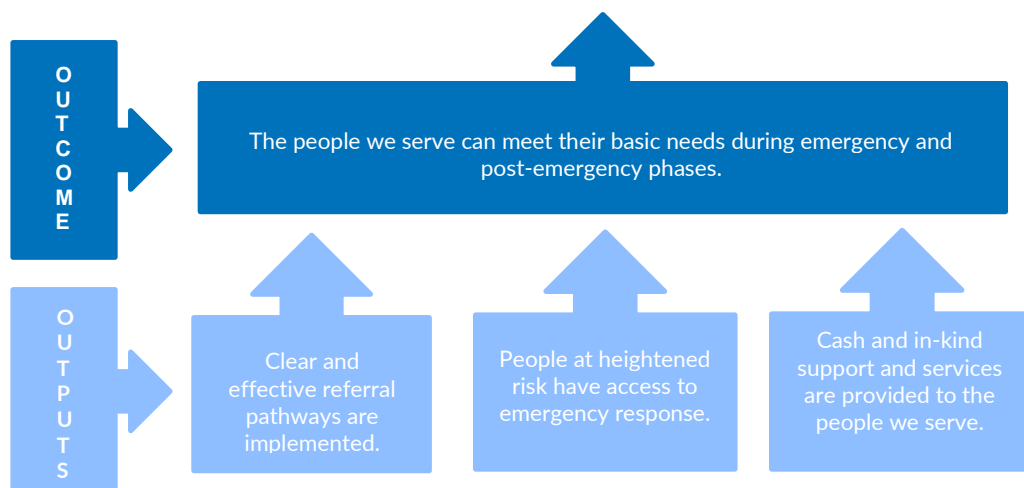 OUTCOME
The people we serve can meet their basic needs during emergency and
post-emergency phases.
OUTPUTS
Clear and
effective referral
pathways are
implemented.
People at heightened
risk have access to
emergency response.
Cash and in-kind
support and services
are provided to the
people we serve.